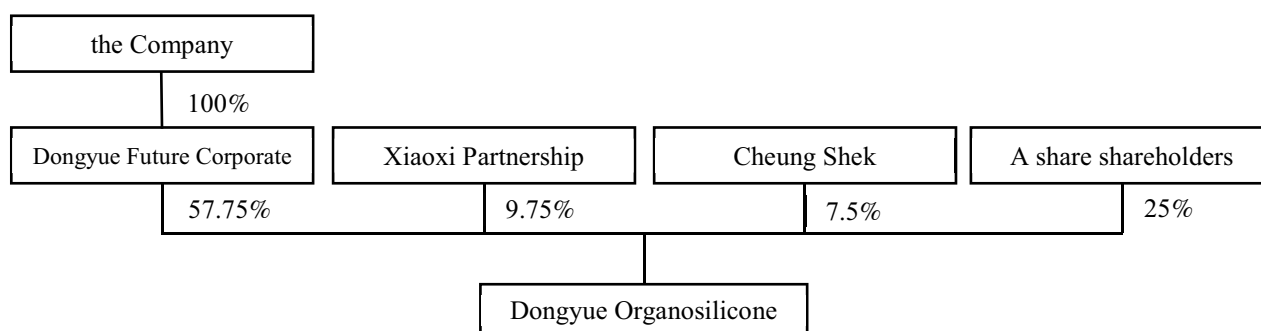 the Company
100%
Dongyue Future Corporate
Xiaoxi Partnership
Cheung Shek
A share shareholders
57.75%
9.75%
7.5%
25%
Dongyue Organosilicone